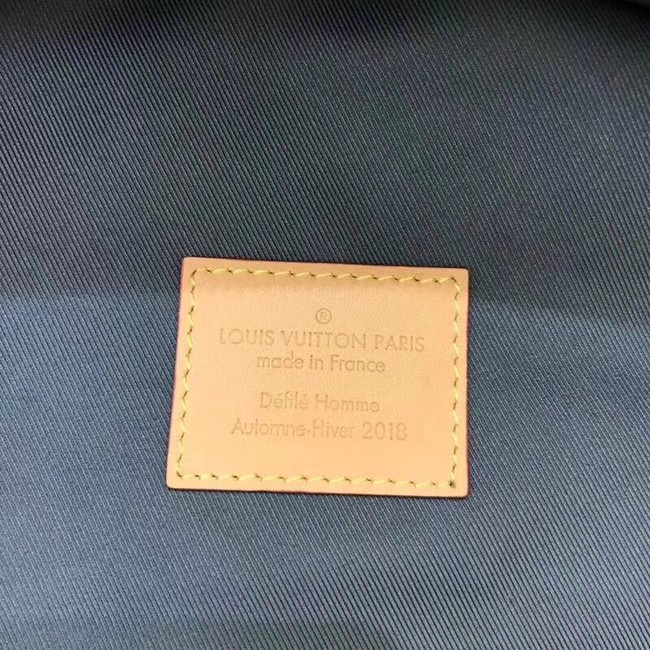 ®
LOUIS VUITTON PARIS
made in France
Défilé Homme
Automne-Hiver 2018